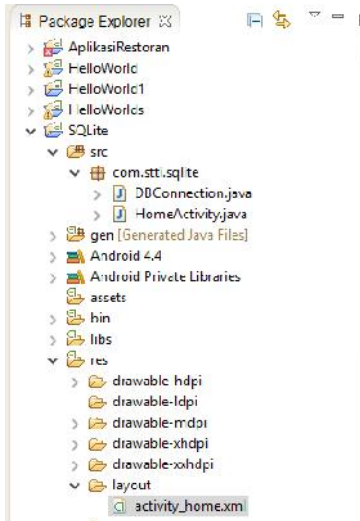 Package Explorer
AplikasiRestoran
HelloWorld
HelloWorld1
HelloWorlds
SQLite
src
com.sttl.sqlite
DBConnection.java
HomeActivity.java
gen [Generated Java Files]
Android 4.4
Android Private Libraries
assets
bin
libs
res
drawable-hdpi
drawable-ldpi
drawable-mdpi
drawable-xhdpi
drawable-xxhdpi
layout
activity_home.xml